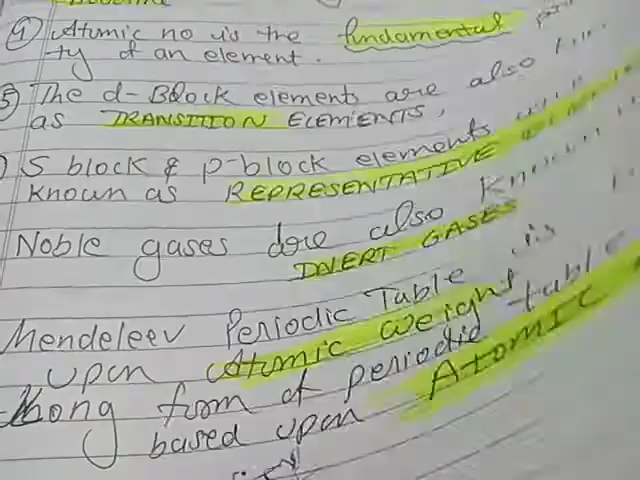 4) Atomic no is the fundamental
ty of an element.
5) The d-Block elements are also
as TRANSITION ELEMENTS,
) S block & p-block elements
known as REPRESENTATIVE
Noble gases are also
INERT GASES
Mendeleev Periodic Table is
upon Atomic weight
Long form of periodic table
based upon ATOMIC